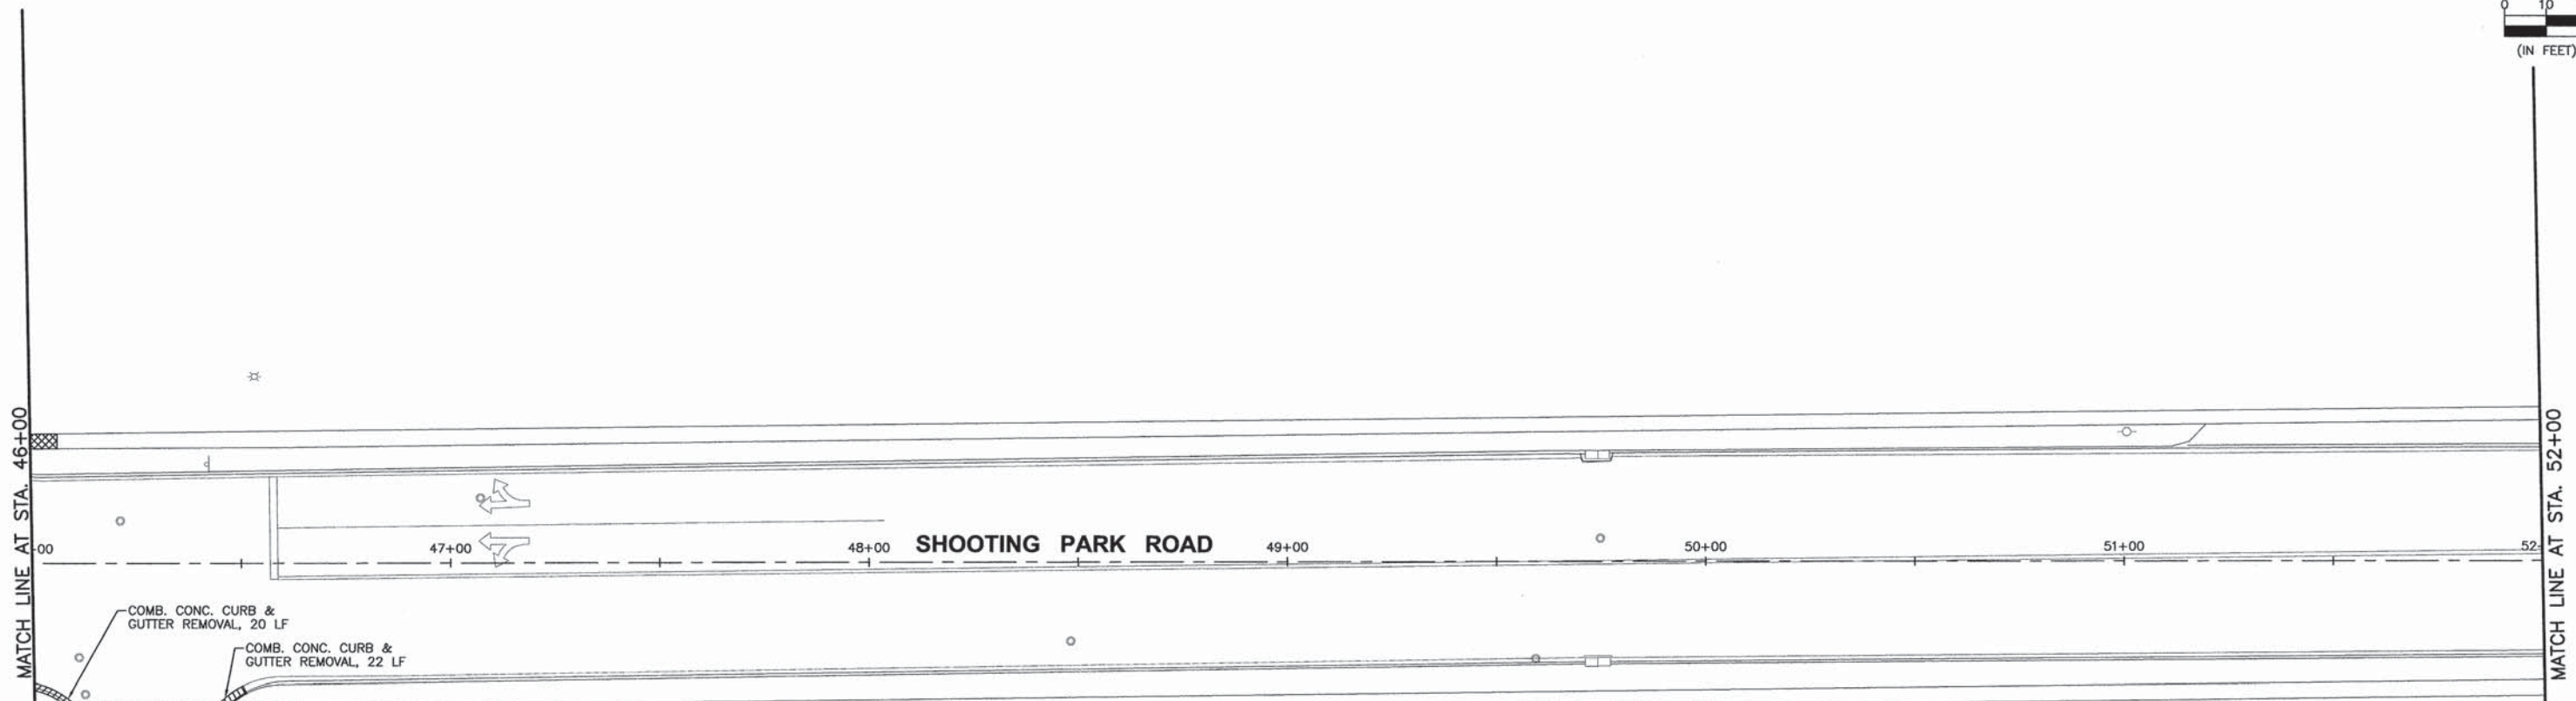 0 10
(IN FEET)
MATCH LINE AT STA. 46+00
MATCH LINE AT STA. 52+00
00 47+00 48+00 SHOOTING PARK ROAD 49+00 50+00 51+00 52
COMB. CONC. CURB &
GUTTER REMOVAL, 20 LF
COMB. CONC. CURB &
GUTTER REMOVAL, 22 LF